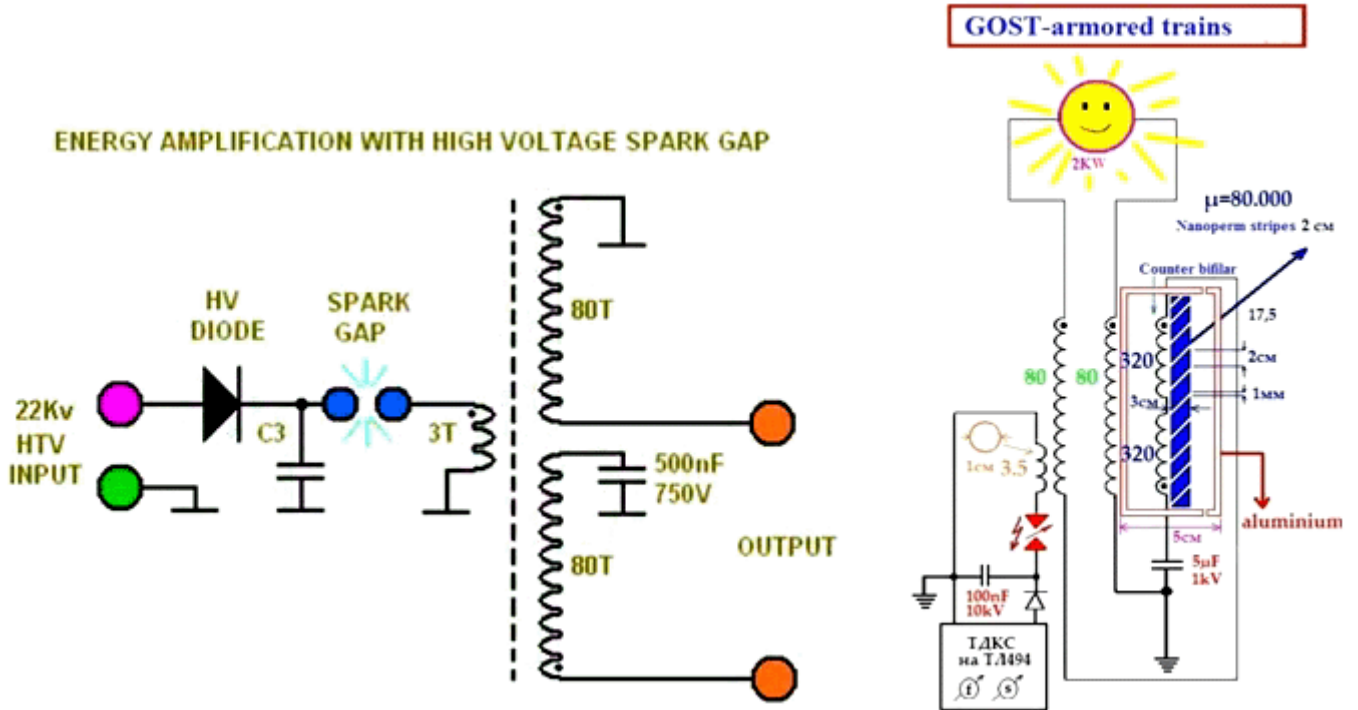 ENERGY AMPLIFICATION WITH HIGH VOLTAGE SPARK GAP
HV
DIODE
SPARK
GAP
22Kv
HTV
INPUT
C3
3T
80T
500nF
750V
80T
OUTPUT
GOST-armored trains
2KW
µ=80.000
Nanoperm stripes 2 см
Counter bifilar
17,5
320
2см
80
80
3см
1мм
320
1см
3.5
aluminium
5см
5µF
1kV
100nF
10kV
ТДКС
на ТЛ494
f
s